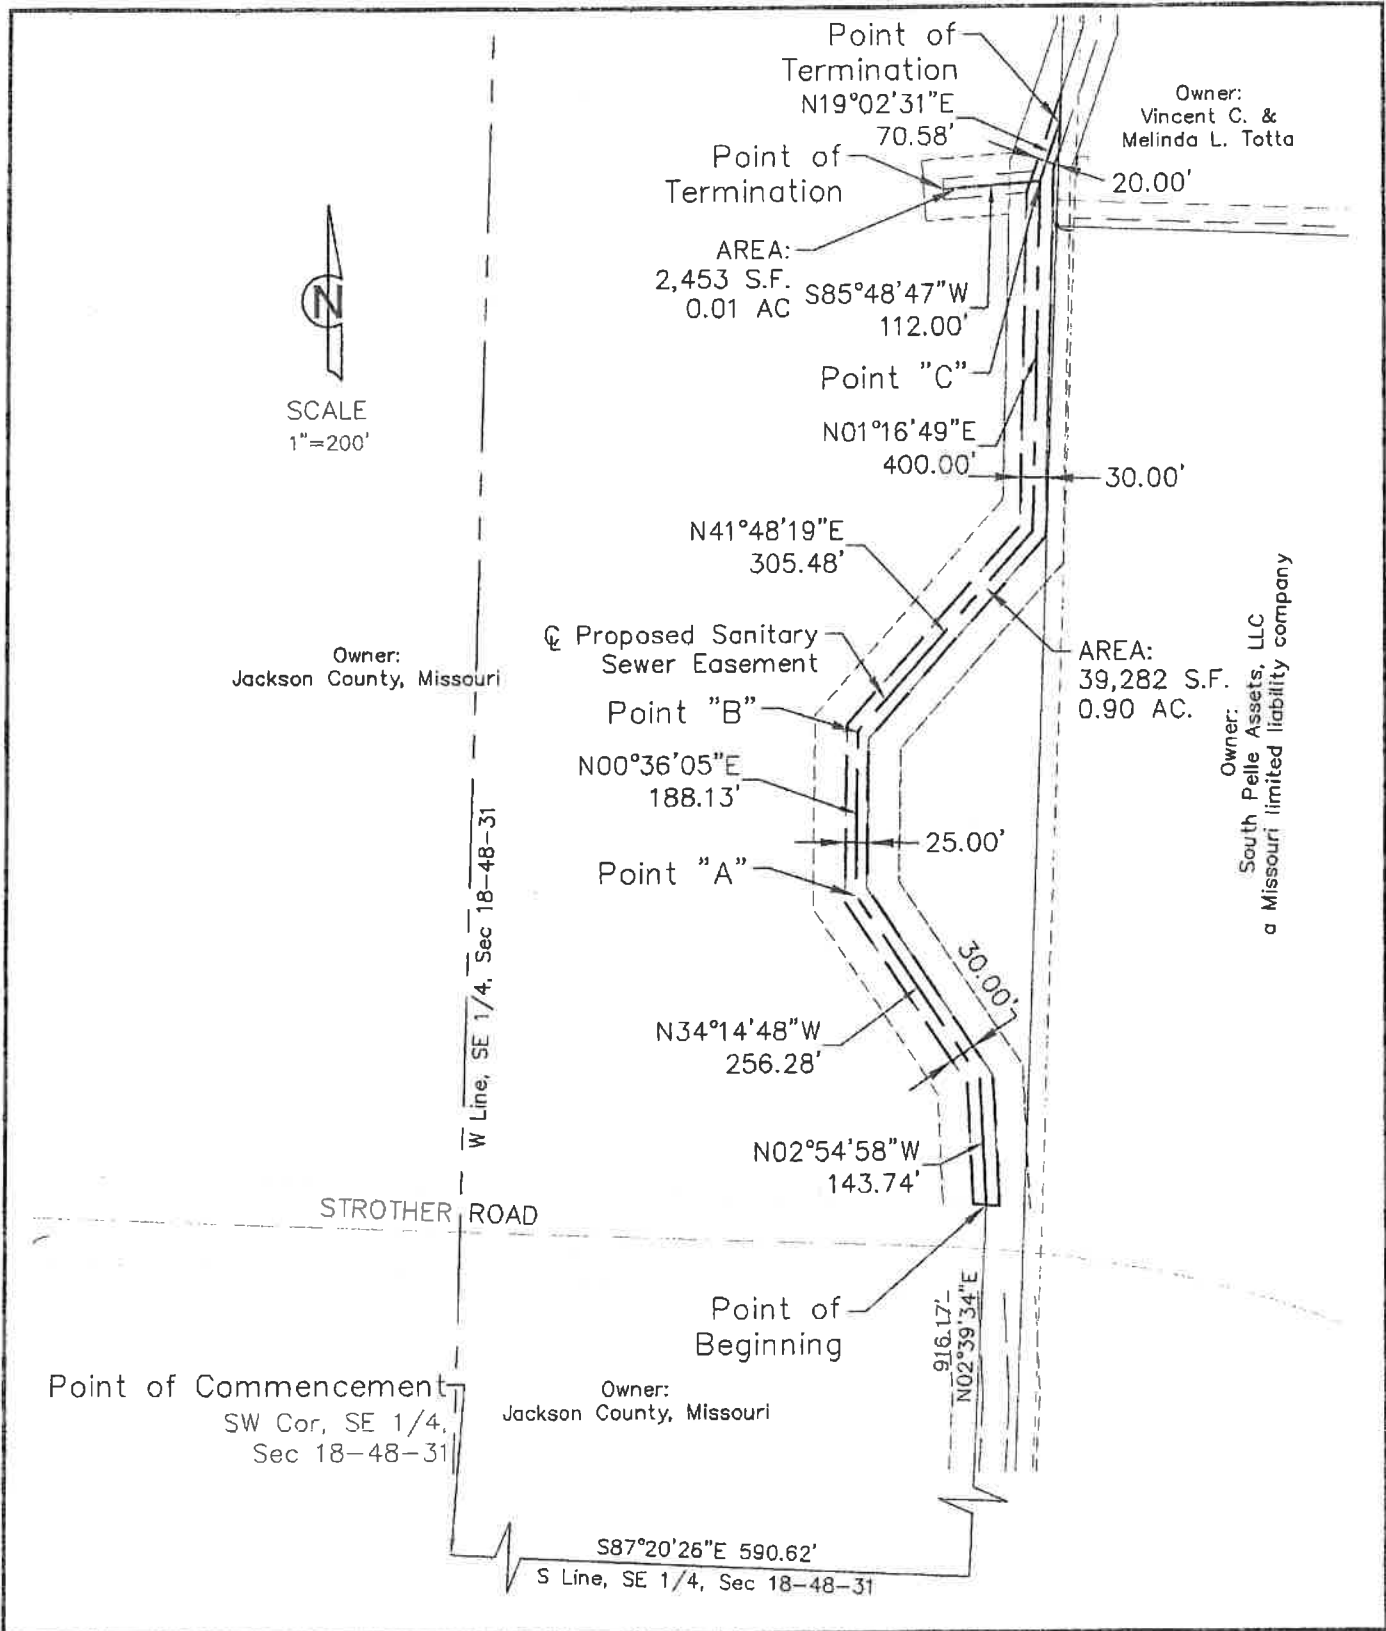 Point of
Termination
N19°02'31"E
70.58'
Owner:
Vincent C. &
Melinda L. Totta
Point of
Termination
20.00'
AREA:
2,453 S.F.
0.01 AC
S85°48'47"W
112.00'
N
SCALE
1"=200'
Point "C"
N01°16'49"E
400.00'
30.00'
N41°48'19"E
305.48'
℄ Proposed Sanitary
Sewer Easement
Owner:
Jackson County, Missouri
AREA:
39,282 S.F.
0.90 AC.
Owner:
South Pelle Assets, LLC
a Missouri limited liability company
Point "B"
N00°36'05"E
188.13'
25.00'
Point "A"
W Line, SE 1/4, Sec 18-48-31
30.00'
N34°14'48"W
256.28'
N02°54'58"W
143.74'
STROTHER ROAD
Point of
Beginning
916.17'
N02°39'34"E
Point of Commencement
SW Cor, SE 1/4,
Sec 18-48-31
Owner:
Jackson County, Missouri
S87°20'26"E 590.62'
S Line, SE 1/4, Sec 18-48-31